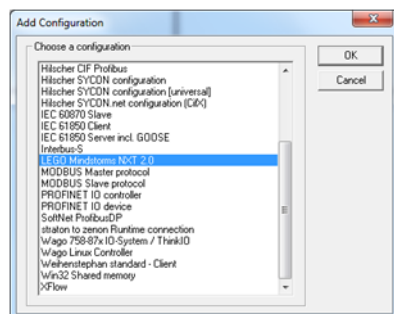 Add Configuration
Choose a configuration
OK
Cancel
Hilscher CIF Profibus
Hilscher SYCON configuration
Hilscher SYCON configuration [universal]
Hilscher SYCON.net configuration (CifX)
IEC 60870 Slave
IEC 61850 Client
IEC 61850 Server incl. GOOSE
Interbus-S
LEGO Mindstorms NXT 2.0
MODBUS Master protocol
MODBUS Slave protocol
PROFINET IO controller
PROFINET IO device
SoftNet ProfibusDP
straton to zenon Runtime connection
Wago 758-87x IO-System / ThinkIO
Wago Linux Controller
Weihenstephan standard - Client
Win32 Shared memory
XFlow